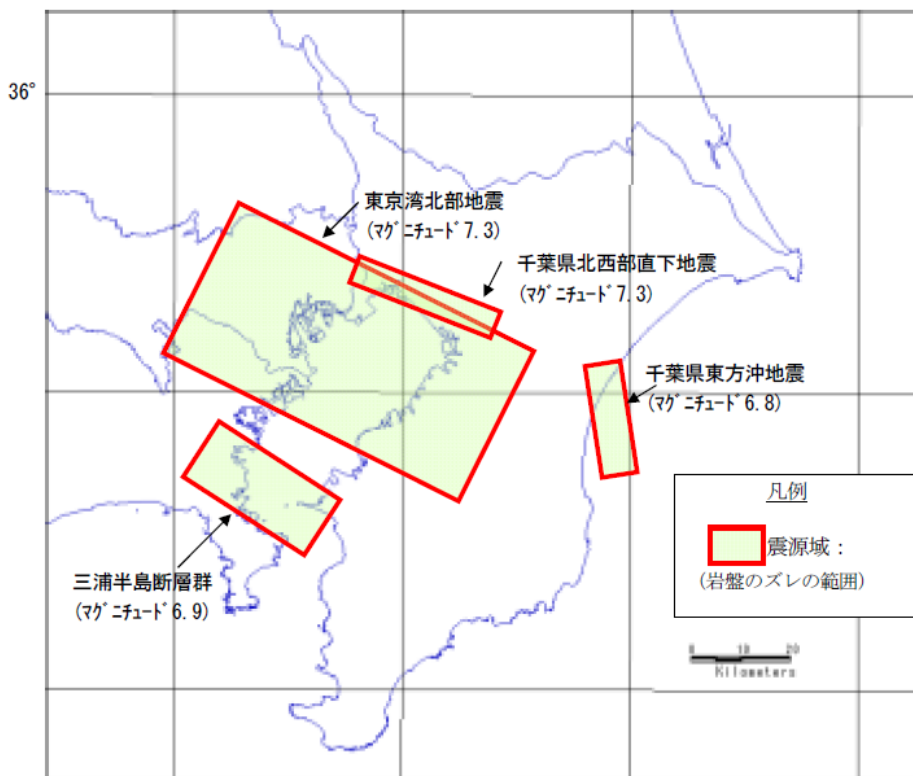 36°
東京湾北部地震
(ﾏｸﾞﾆﾁｭｰﾄﾞ7.3)
千葉県北西部直下地震
(ﾏｸﾞﾆﾁｭｰﾄﾞ7.3)
千葉県東方沖地震
(ﾏｸﾞﾆﾁｭｰﾄﾞ6.8)
三浦半島断層群
(ﾏｸﾞﾆﾁｭｰﾄﾞ6.9)
凡例
震源域：
(岩盤のズレの範囲)
0 10 20
Kilometers